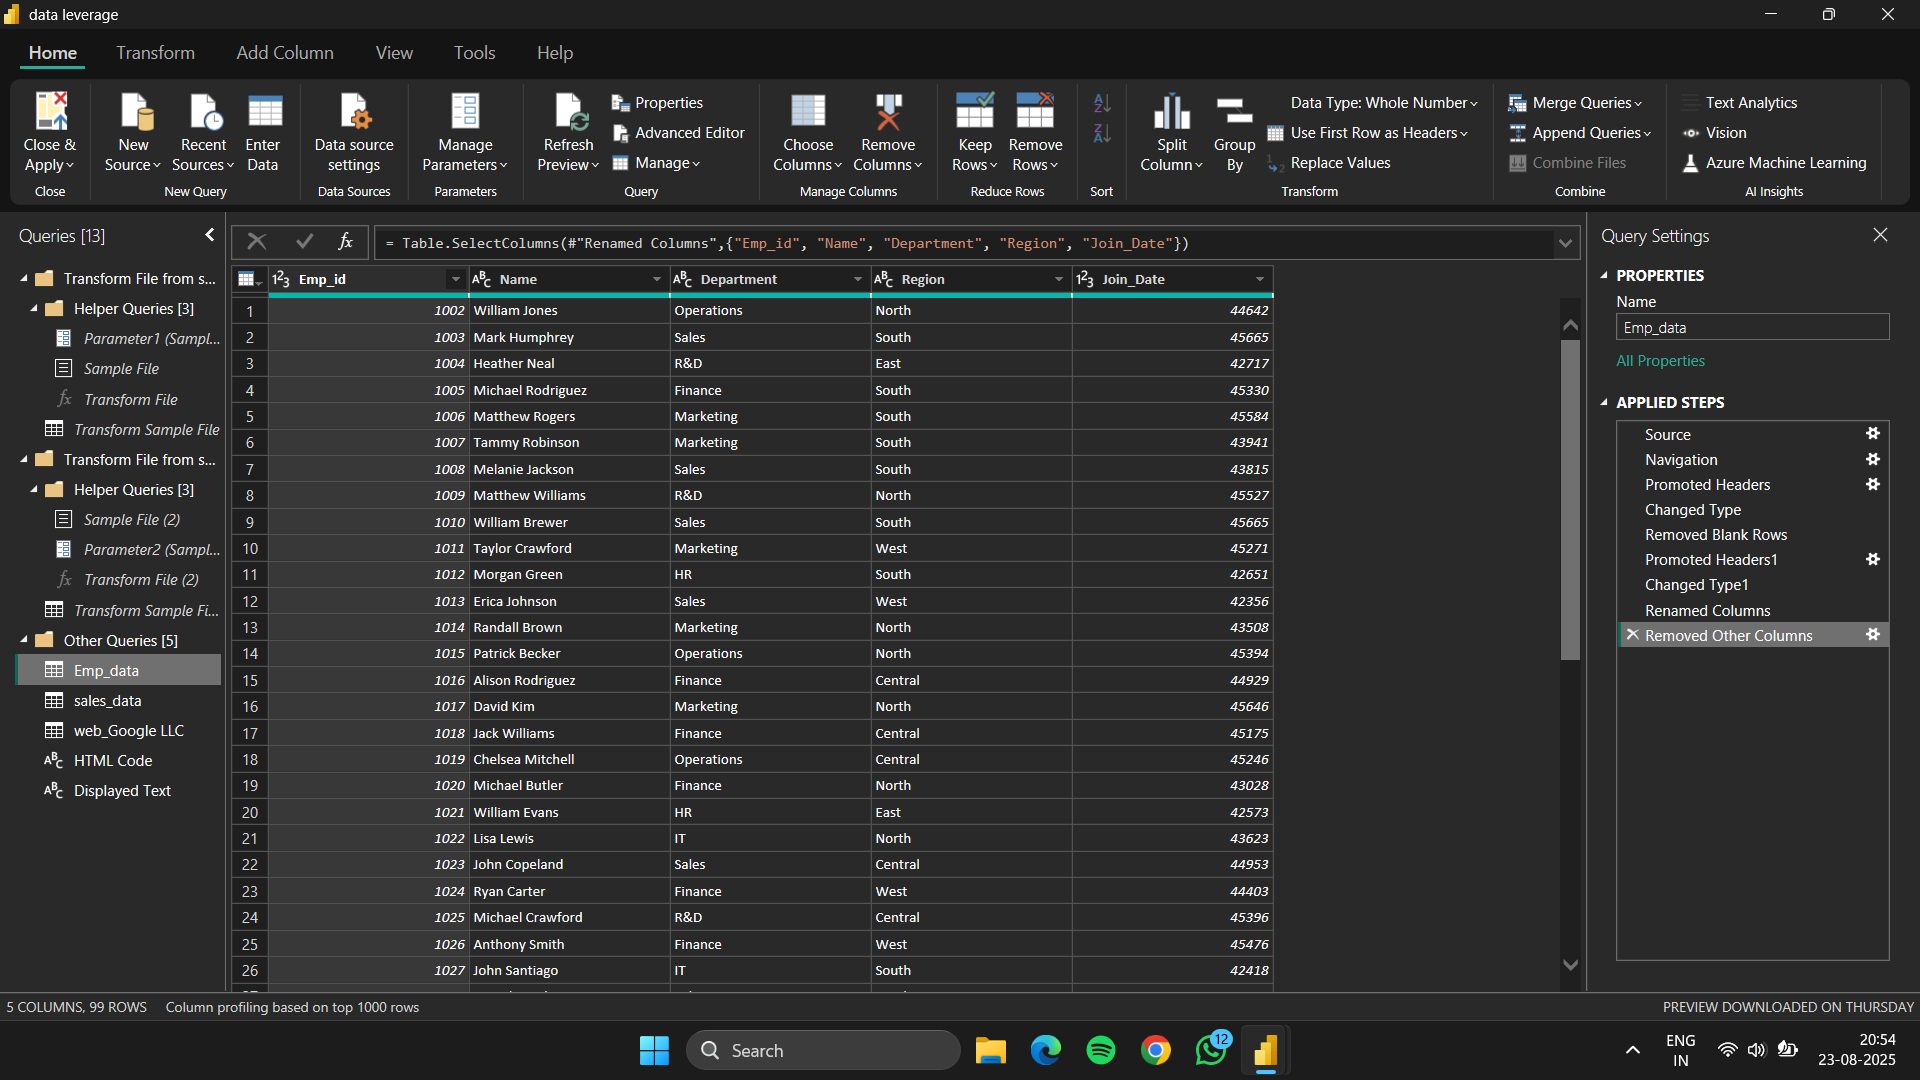 data leverage
Home Transform Add Column View Tools Help
Close & Apply
Close
New Source
Recent Sources
Enter Data
New Query
Data source settings
Data Sources
Manage Parameters
Parameters
Refresh Preview
Properties
Advanced Editor
Manage
Query
Choose Columns
Remove Columns
Manage Columns
Keep Rows
Remove Rows
Reduce Rows
Sort
Split Column
Group By
Data Type: Whole Number
Use First Row as Headers
Replace Values
Transform
Merge Queries
Append Queries
Combine Files
Combine
Text Analytics
Vision
Azure Machine Learning
AI Insights
Queries [13]
Transform File from s...
Helper Queries [3]
Parameter1 (Sampl...
Sample File
Transform File
Transform Sample File
Transform File from s...
Helper Queries [3]
Sample File (2)
Parameter2 (Sampl...
Transform File (2)
Transform Sample Fi...
Other Queries [5]
Emp_data
sales_data
web_Google LLC
HTML Code
Displayed Text
= Table.SelectColumns(#"Renamed Columns",{"Emp_id", "Name", "Department", "Region", "Join_Date"})
Emp_id Name Department Region Join_Date
1 1002 William Jones Operations North 44642
2 1003 Mark Humphrey Sales South 45665
3 1004 Heather Neal R&D East 42717
4 1005 Michael Rodriguez Finance South 45330
5 1006 Matthew Rogers Marketing South 45584
6 1007 Tammy Robinson Marketing South 43941
7 1008 Melanie Jackson Sales South 43815
8 1009 Matthew Williams R&D North 45527
9 1010 William Brewer Sales South 45665
10 1011 Taylor Crawford Marketing West 45271
11 1012 Morgan Green HR South 42651
12 1013 Erica Johnson Sales West 42356
13 1014 Randall Brown Marketing North 43508
14 1015 Patrick Becker Operations North 45394
15 1016 Alison Rodriguez Finance Central 44929
16 1017 David Kim Marketing North 45646
17 1018 Jack Williams Finance Central 45175
18 1019 Chelsea Mitchell Operations Central 45246
19 1020 Michael Butler Finance North 43028
20 1021 William Evans HR East 42573
21 1022 Lisa Lewis IT North 43623
22 1023 John Copeland Sales Central 44953
23 1024 Ryan Carter Finance West 44403
24 1025 Michael Crawford R&D Central 45396
25 1026 Anthony Smith Finance West 45476
26 1027 John Santiago IT South 42418
Query Settings
PROPERTIES
Name
Emp_data
All Properties
APPLIED STEPS
Source
Navigation
Promoted Headers
Changed Type
Removed Blank Rows
Promoted Headers1
Changed Type1
Renamed Columns
Removed Other Columns
5 COLUMNS, 99 ROWS Column profiling based on top 1000 rows
PREVIEW DOWNLOADED ON THURSDAY
Search
12
ENG
IN
20:54
23-08-2025